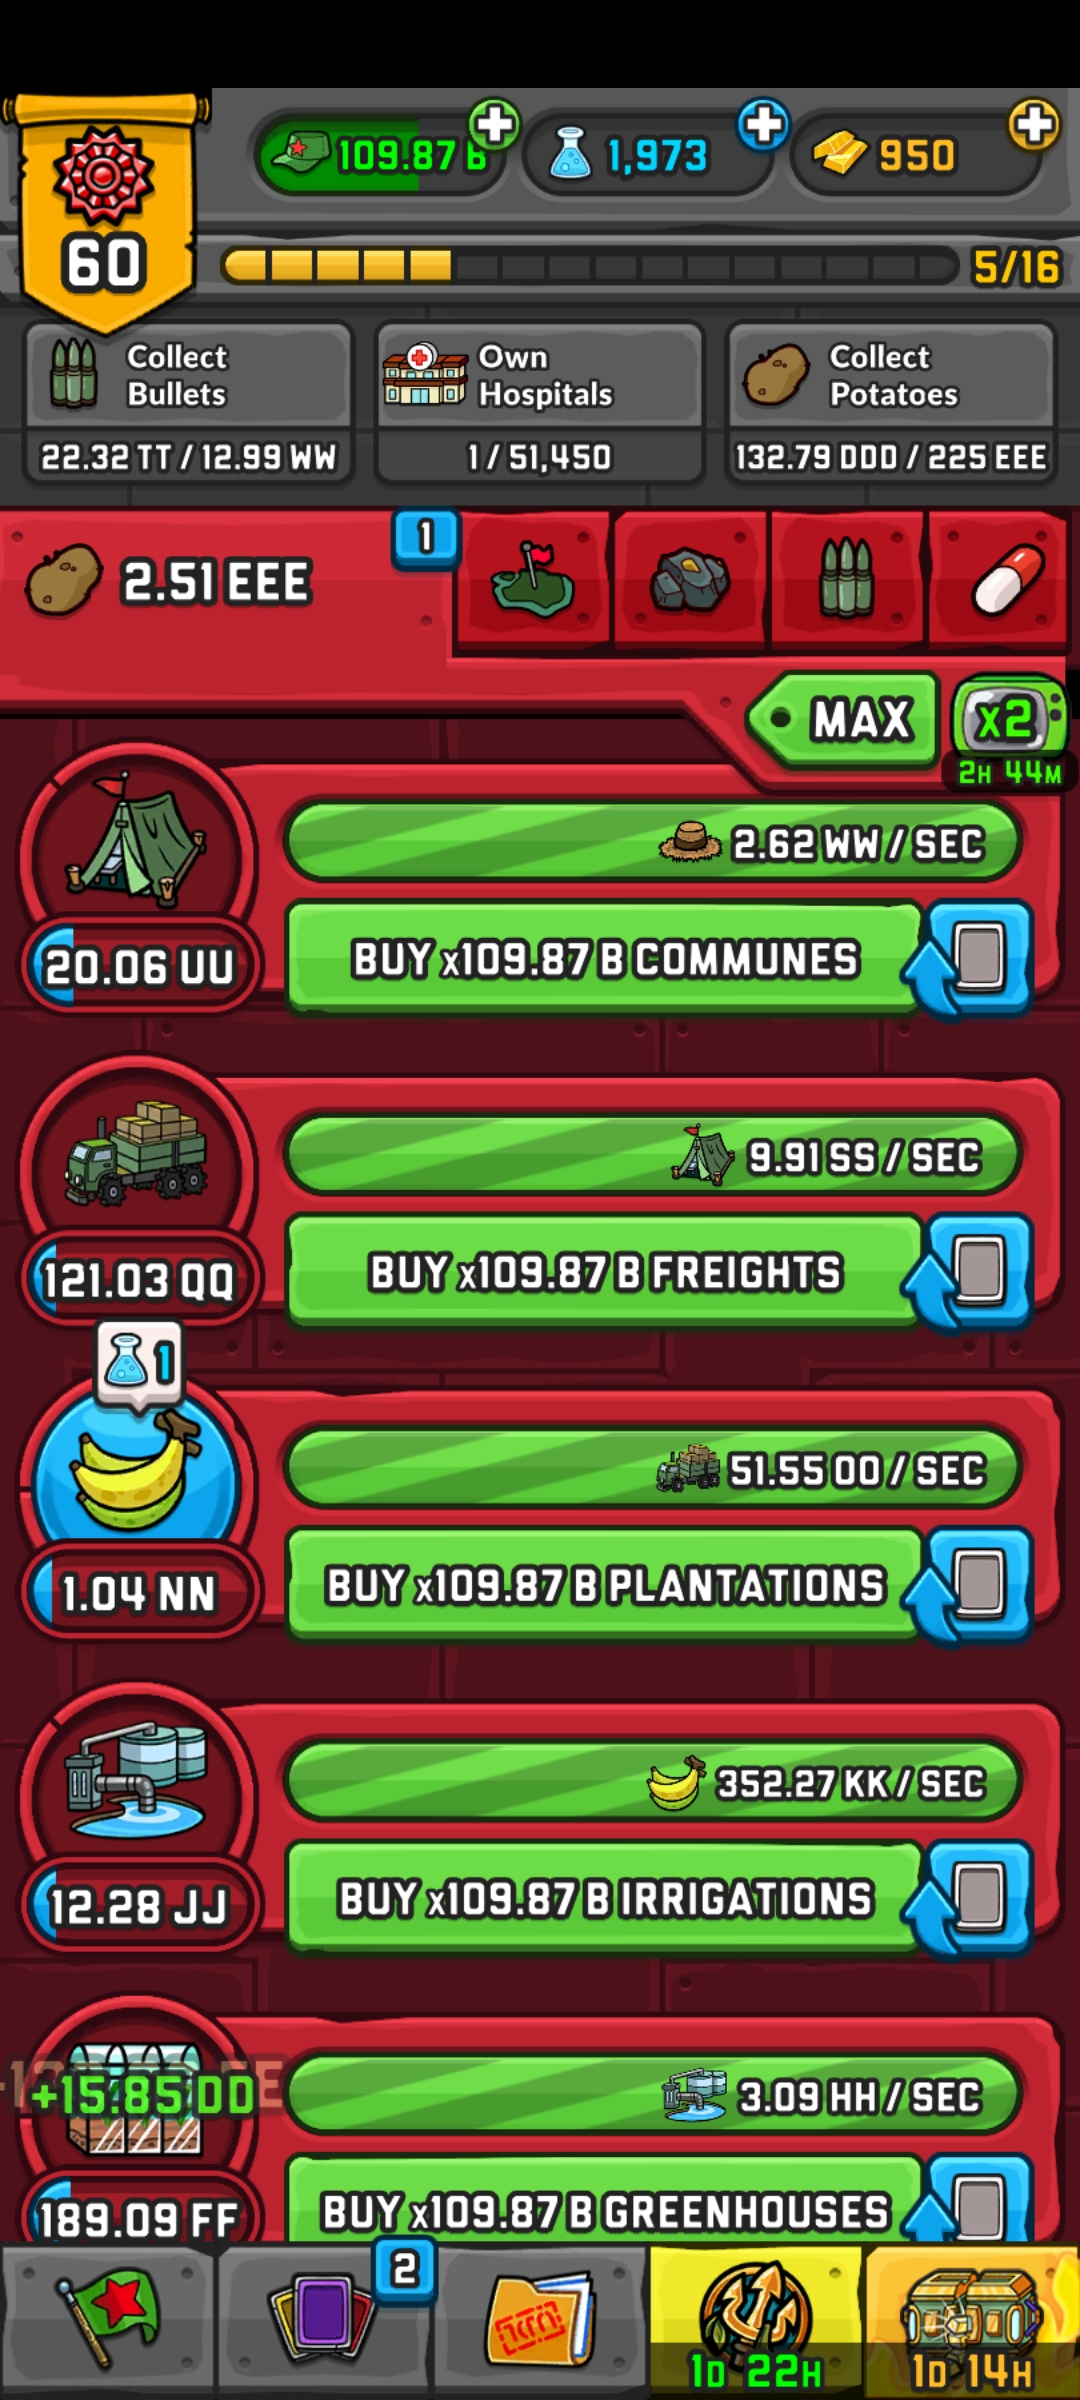 109.87 B
1,973
950
60
5/16
Collect
Bullets
22.32 TT / 12.99 WW
Own
Hospitals
1 / 51,450
Collect
Potatoes
132.79 DDD / 225 EEE
2.51 EEE
1
MAX
x2
2H 44M
2.62 WW / SEC
20.06 UU
BUY x109.87 B COMMUNES
9.91 SS / SEC
121.03 QQ
BUY x109.87 B FREIGHTS
1
51.55 OO / SEC
1.04 NN
BUY x109.87 B PLANTATIONS
352.27 KK / SEC
12.28 JJ
BUY x109.87 B IRRIGATIONS
+15.85 DD
3.09 HH / SEC
189.09 FF
BUY x109.87 B GREENHOUSES
2
1D 22H
1D 14H